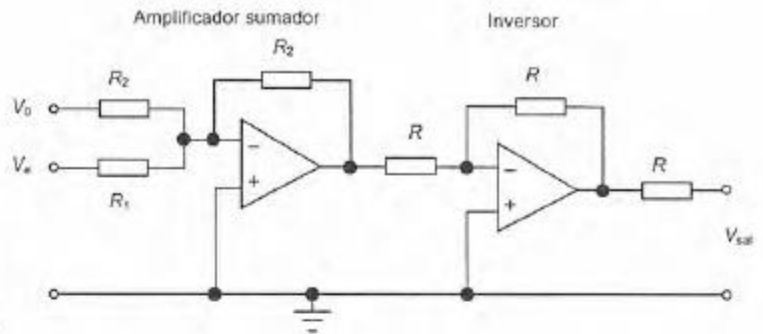 Amplificador sumador
Inversor
R₂
R₂
R
V₀
R
R
Vₑ
R₁
− + − +
Vsal